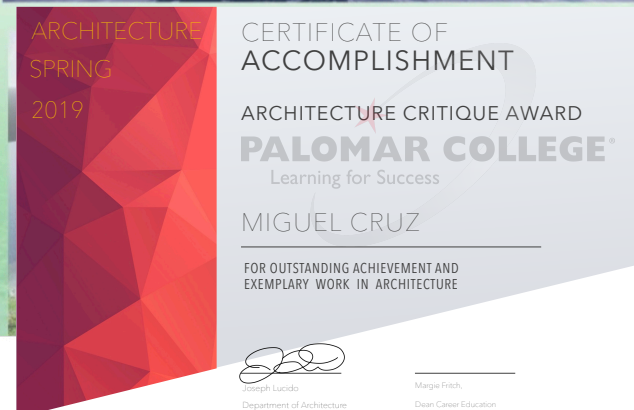 ARCHITECTURE
SPRING
2019
CERTIFICATE OF
ACCOMPLISHMENT
ARCHITECTURE CRITIQUE AWARD
PALOMAR COLLEGE®
Learning for Success
MIGUEL CRUZ
FOR OUTSTANDING ACHIEVEMENT AND
EXEMPLARY WORK IN ARCHITECTURE
Joseph Lucido
Department of Architecture
Margie Fritch,
Dean Career Education